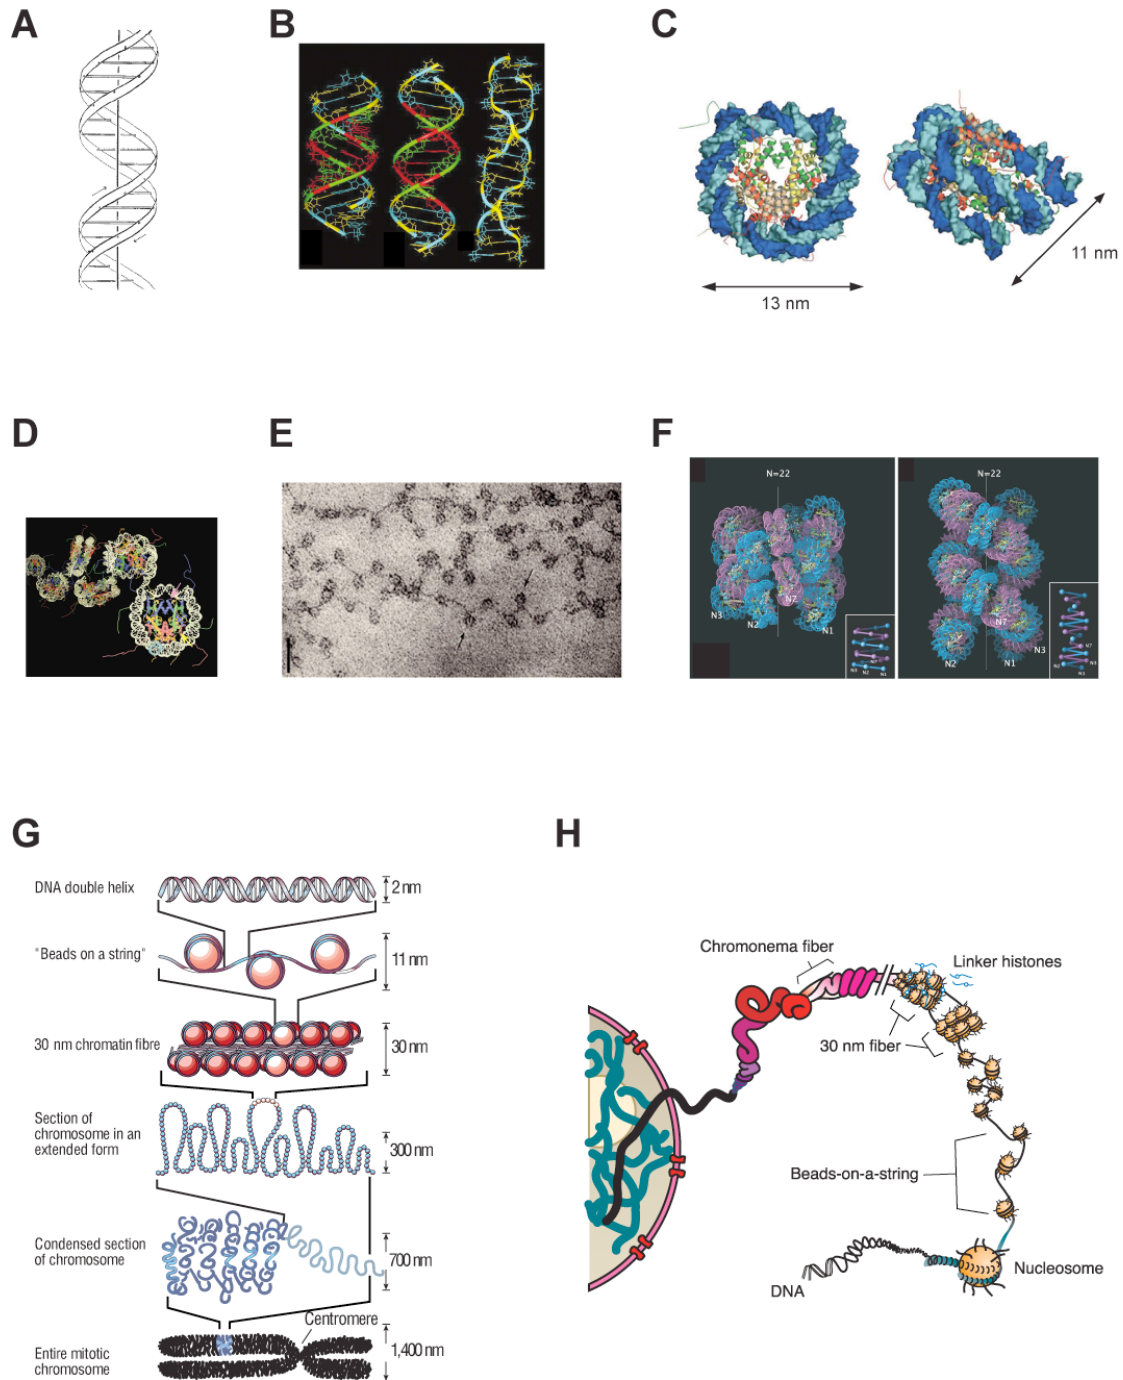 A
B
C
13 nm
11 nm
D
E
F
N=22
N3
N2
N7
N1
N=22
N2
N1
N7
N3
G
DNA double helix
2 nm
"Beads on a string"
11 nm
30 nm chromatin fibre
30 nm
Section of
chromosome in an
extended form
300 nm
Condensed section
of chromosome
700 nm
Centromere
Entire mitotic
chromosome
1,400 nm
H
Chromonema fiber
Linker histones
30 nm fiber
Beads-on-a-string
Nucleosome
DNA